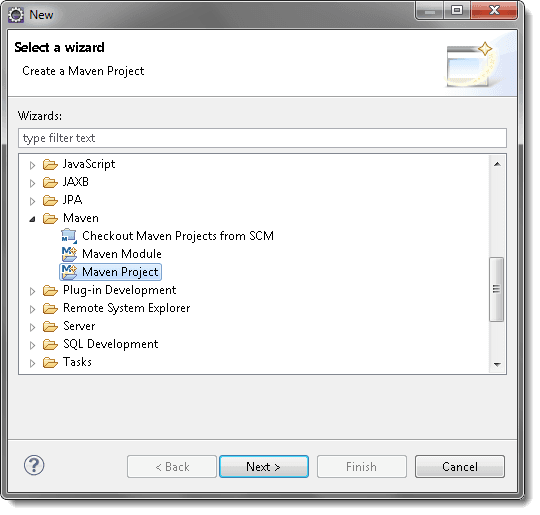 New
Select a wizard
Create a Maven Project
Wizards:
type filter text
JavaScript
JAXB
JPA
Maven
Checkout Maven Projects from SCM
Maven Module
Maven Project
Plug-in Development
Remote System Explorer
Server
SQL Development
Tasks
?
< Back
Next >
Finish
Cancel